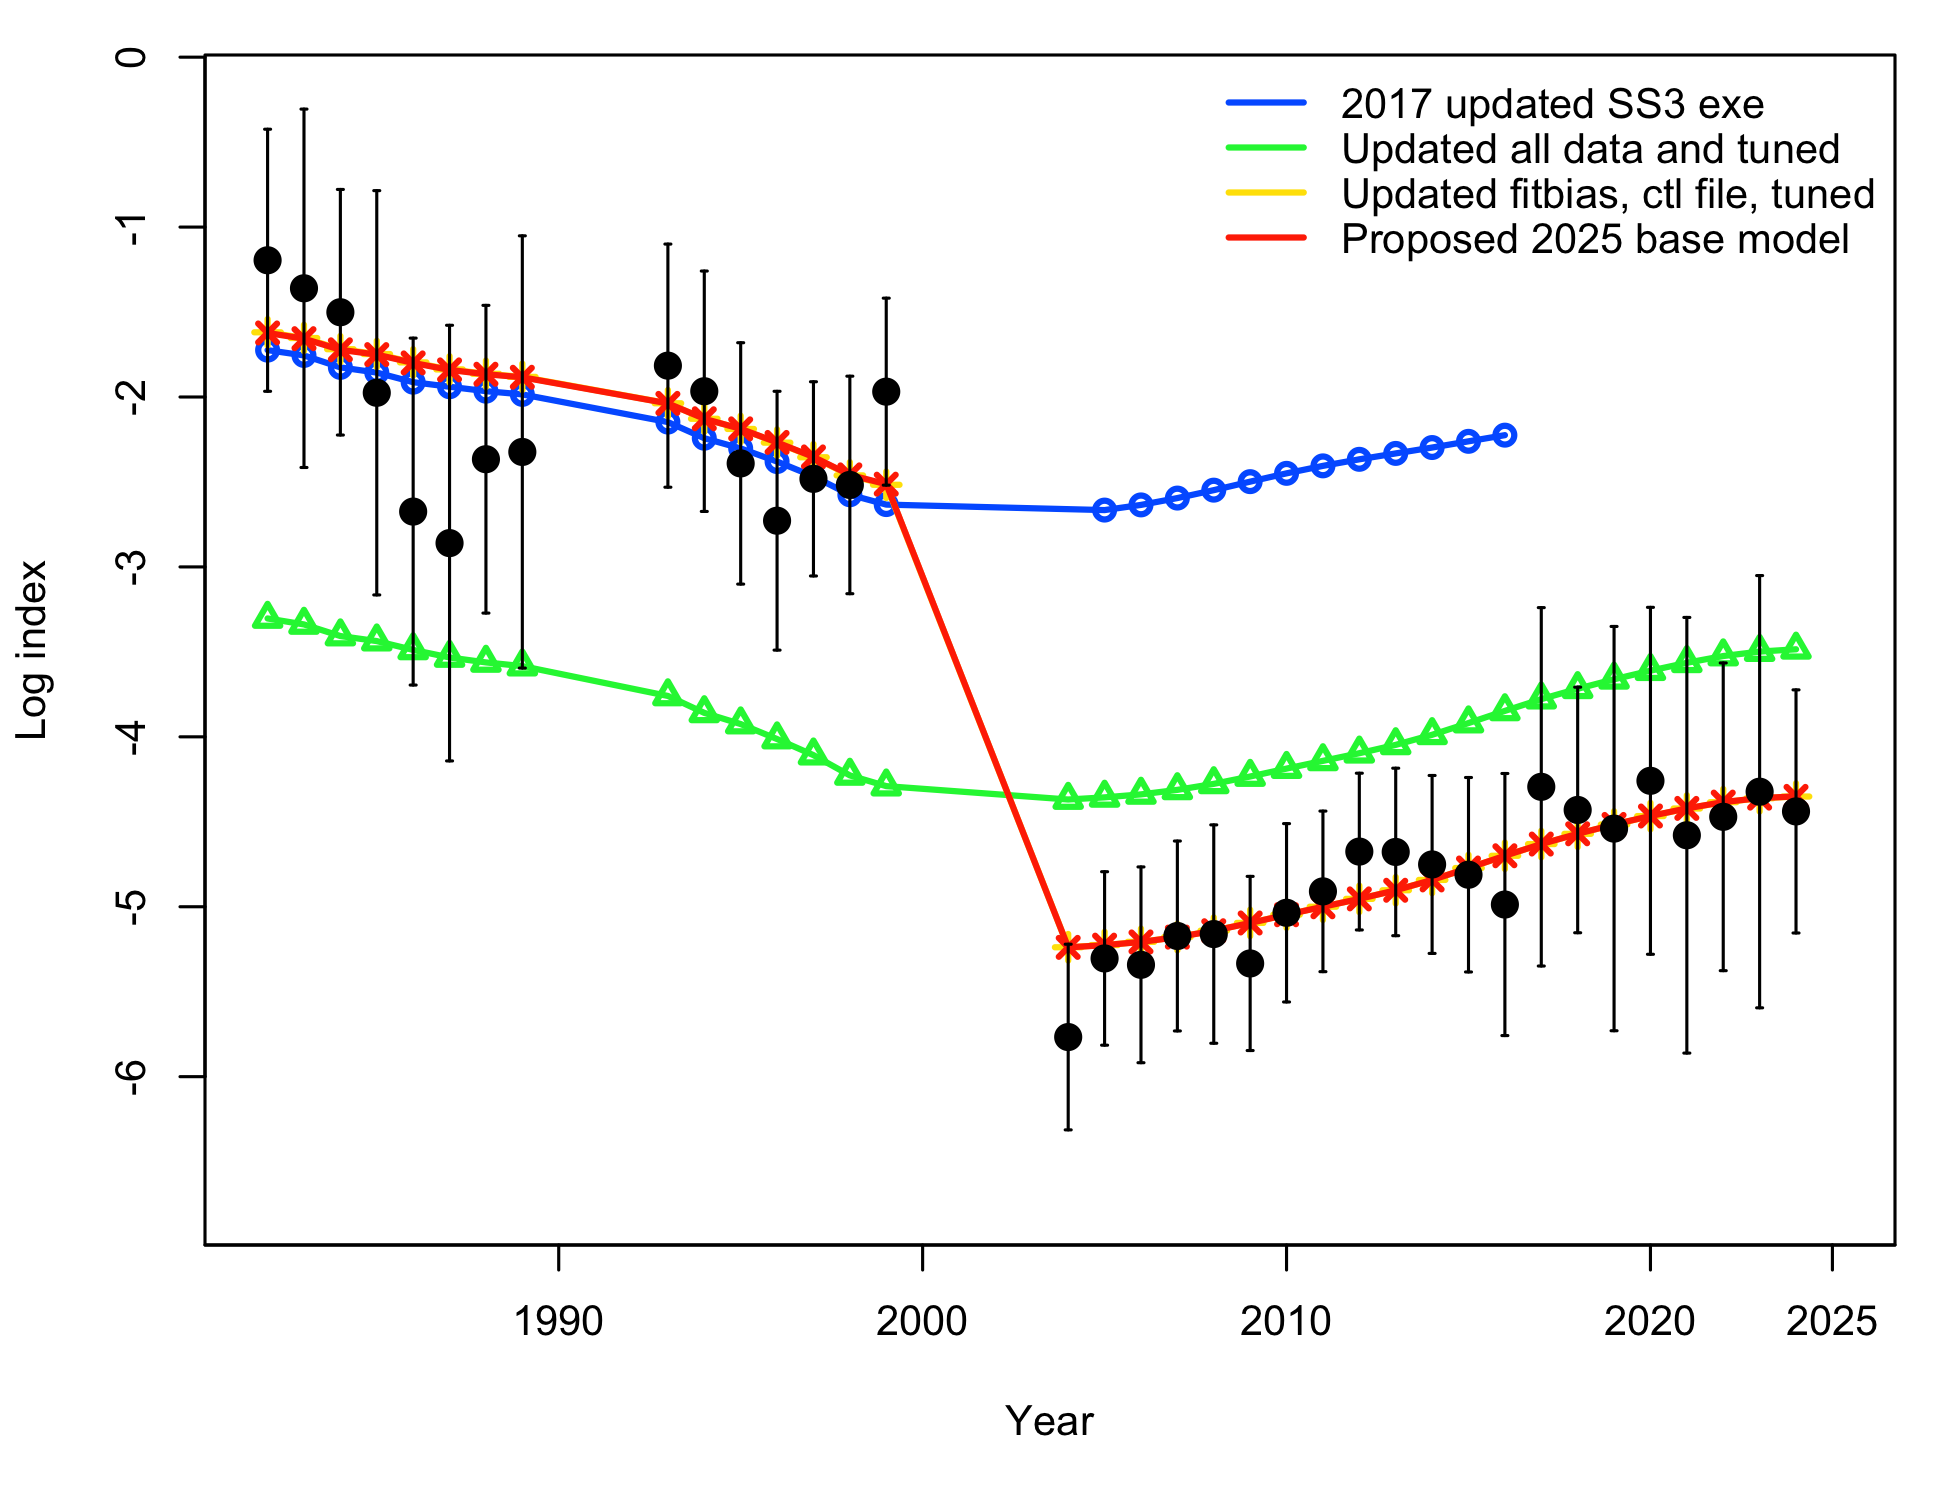 2017 updated SS3 exe
Updated all data and tuned
Updated fitbias, ctl file, tuned
Proposed 2025 base model
Log index
0
-1
-2
-3
-4
-5
-6
1990 2000 2010 2020 2025
Year